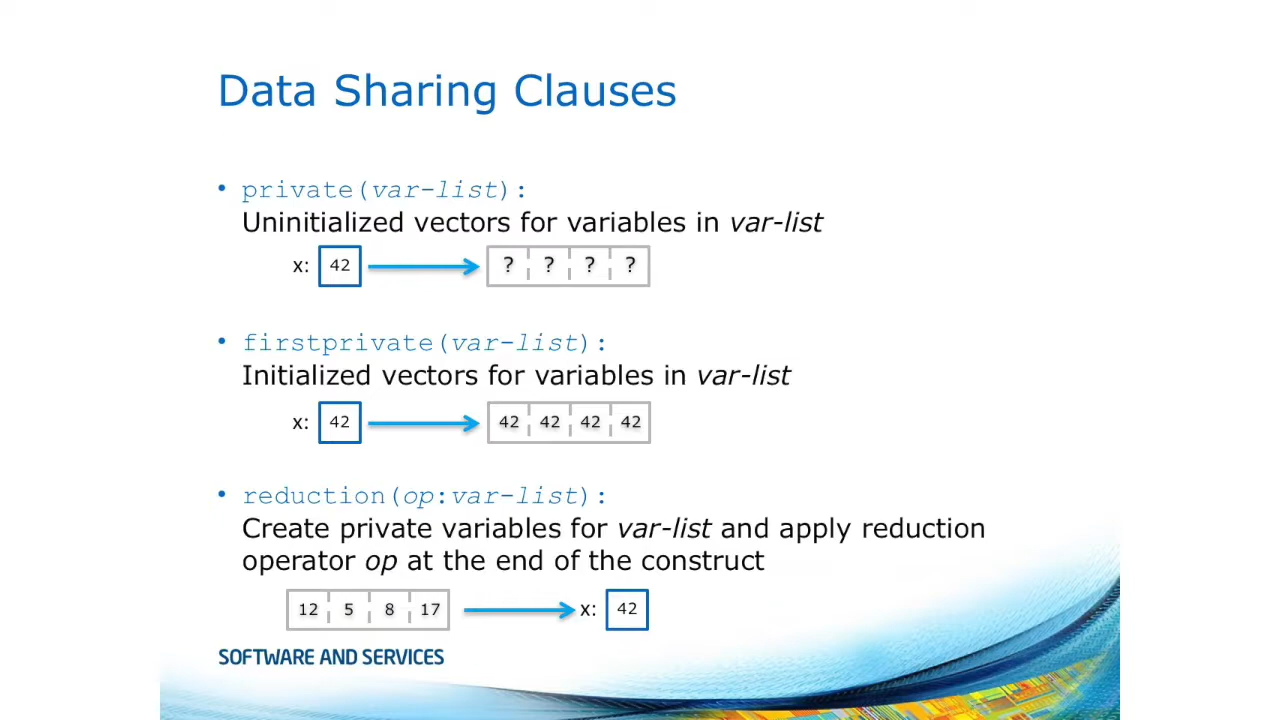 Data Sharing Clauses
• private(var-list):
Uninitialized vectors for variables in var-list
x: 42 ? ? ? ?
• firstprivate(var-list):
Initialized vectors for variables in var-list
x: 42 42 42 42 42
• reduction(op:var-list):
Create private variables for var-list and apply reduction
operator op at the end of the construct
12 5 8 17 x: 42
SOFTWARE AND SERVICES